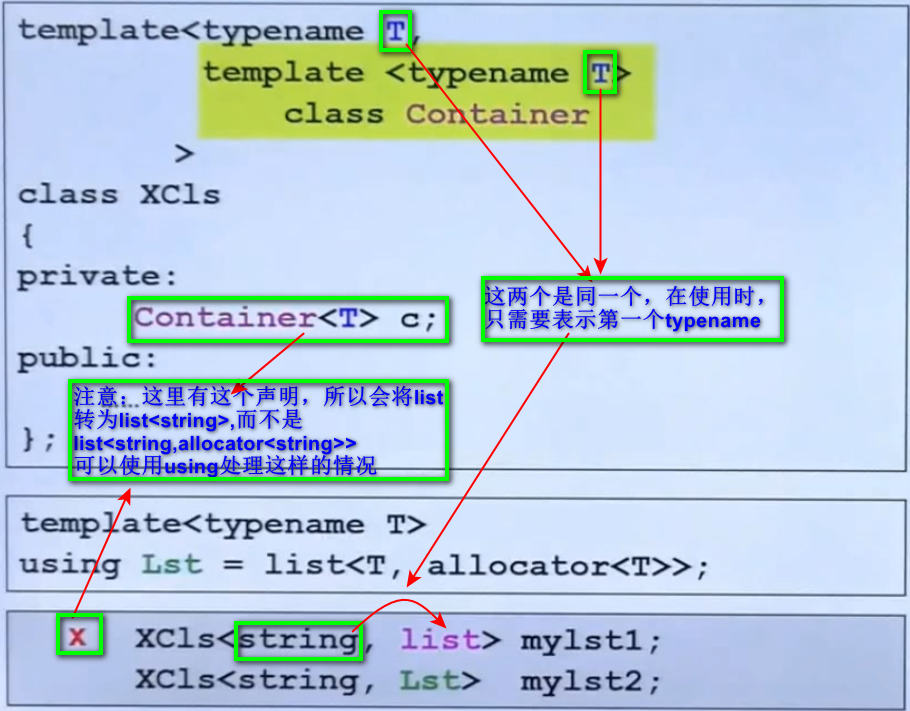 template<typename T,
template <typename T>
class Container
>
class XCls
{
private:
Container<T> c;
这两个是同一个，在使用时，
只需要表示第一个typename
public:
注意：..这里有这个声明，所以会将list
转为list<string>,而不是
list<string,allocator<string>>
可以使用using处理这样的情况
};
template<typename T>
using Lst = list<T, allocator<T>>;
x XCls<string, list> mylst1;
XCls<string, Lst> mylst2;